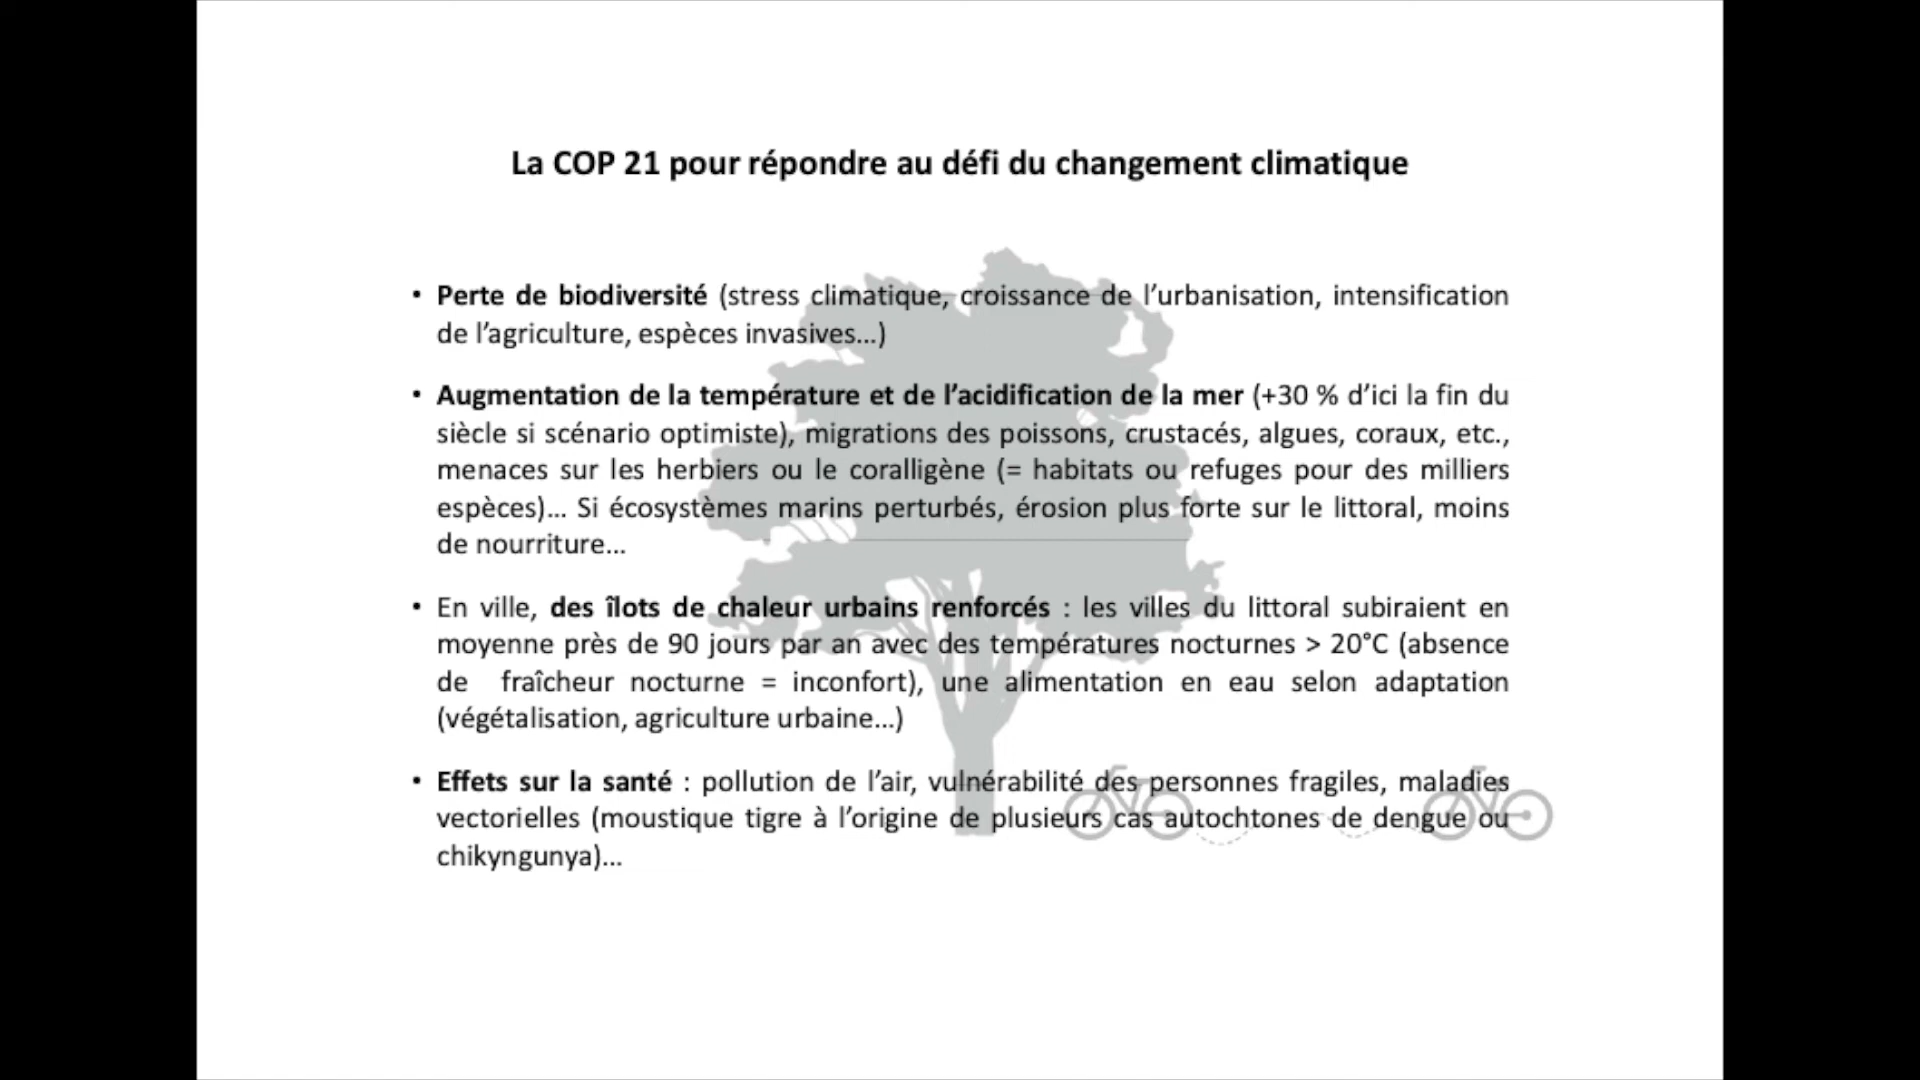 La COP 21 pour répondre au défi du changement climatique
• Perte de biodiversité (stress climatique, croissance de l’urbanisation, intensification
de l’agriculture, espèces invasives…)
• Augmentation de la température et de l’acidification de la mer (+30 % d’ici la fin du
siècle si scénario optimiste), migrations des poissons, crustacés, algues, coraux, etc.,
menaces sur les herbiers ou le coralligène (= habitats ou refuges pour des milliers
espèces)… Si écosystèmes marins perturbés, érosion plus forte sur le littoral, moins
de nourriture…
• En ville, des îlots de chaleur urbains renforcés : les villes du littoral subiraient en
moyenne près de 90 jours par an avec des températures nocturnes > 20°C (absence
de fraîcheur nocturne = inconfort), une alimentation en eau selon adaptation
(végétalisation, agriculture urbaine…)
• Effets sur la santé : pollution de l’air, vulnérabilité des personnes fragiles, maladies
vectorielles (moustique tigre à l’origine de plusieurs cas autochtones de dengue ou
chikyngunya)…